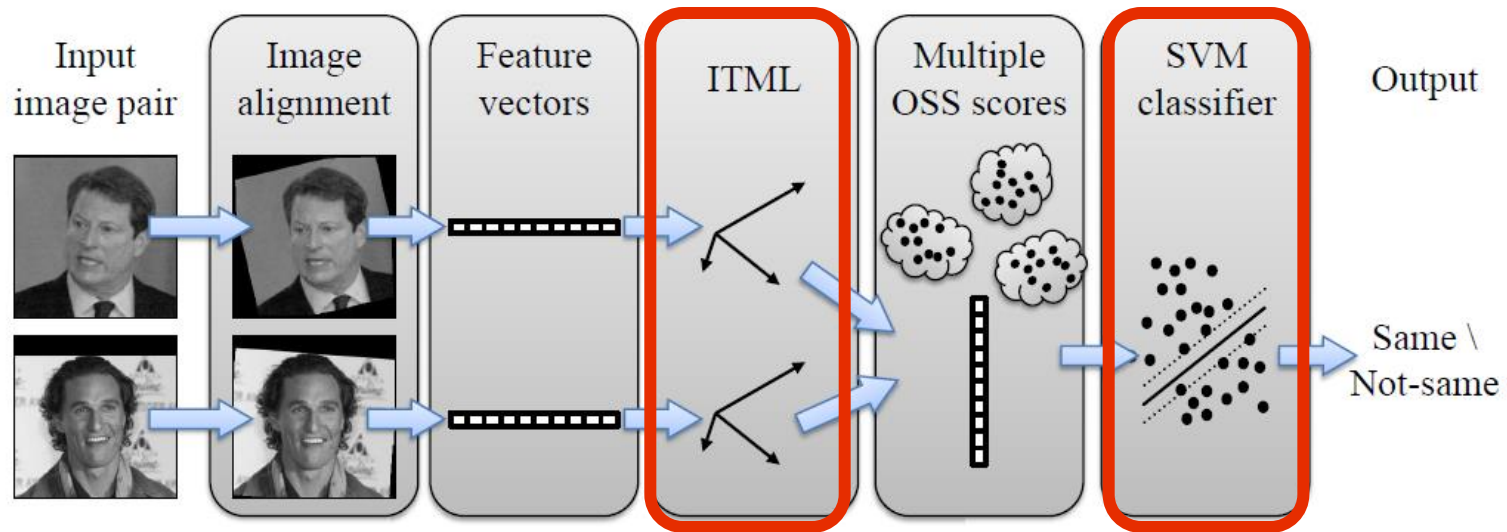 Input
image pair
Image
alignment
Feature
vectors
ITML
Multiple
OSS scores
SVM
classifier
Output
Same \
Not-same